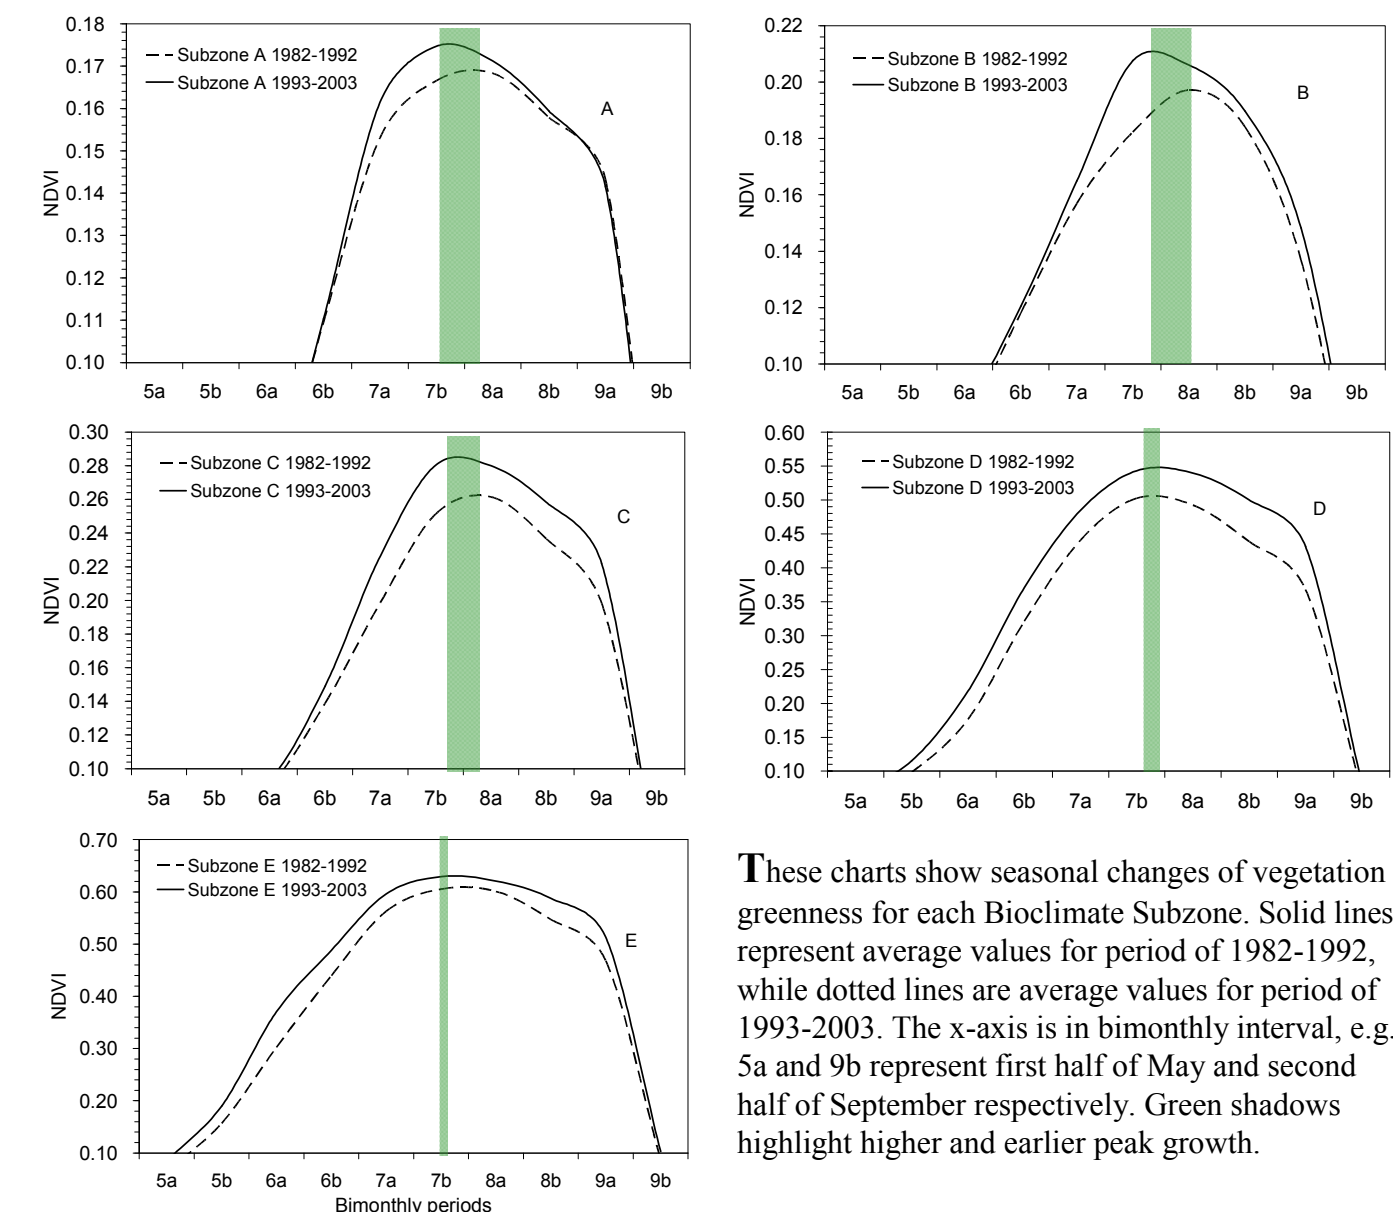 0.18
0.17
0.16
0.15
0.14
0.13
0.12
0.11
0.10
NDVI
Subzone A 1982-1992
Subzone A 1993-2003
A
5a 5b 6a 6b 7a 7b 8a 8b 9a 9b
0.22
0.20
0.18
0.16
0.14
0.12
0.10
NDVI
Subzone B 1982-1992
Subzone B 1993-2003
B
5a 5b 6a 6b 7a 7b 8a 8b 9a 9b
0.30
0.28
0.26
0.24
0.22
0.20
0.18
0.16
0.14
0.12
0.10
NDVI
Subzone C 1982-1992
Subzone C 1993-2003
C
5a 5b 6a 6b 7a 7b 8a 8b 9a 9b
0.60
0.55
0.50
0.45
0.40
0.35
0.30
0.25
0.20
0.15
0.10
NDVI
Subzone D 1982-1992
Subzone D 1993-2003
D
5a 5b 6a 6b 7a 7b 8a 8b 9a 9b
0.70
0.60
0.50
0.40
0.30
0.20
0.10
NDVI
Subzone E 1982-1992
Subzone E 1993-2003
E
5a 5b 6a 6b 7a 7b 8a 8b 9a 9b
Bimonthly periods
These charts show seasonal changes of vegetation
greenness for each Bioclimate Subzone. Solid lines
represent average values for period of 1982-1992,
while dotted lines are average values for period of
1993-2003. The x-axis is in bimonthly interval, e.g.
5a and 9b represent first half of May and second
half of September respectively. Green shadows
highlight higher and earlier peak growth.